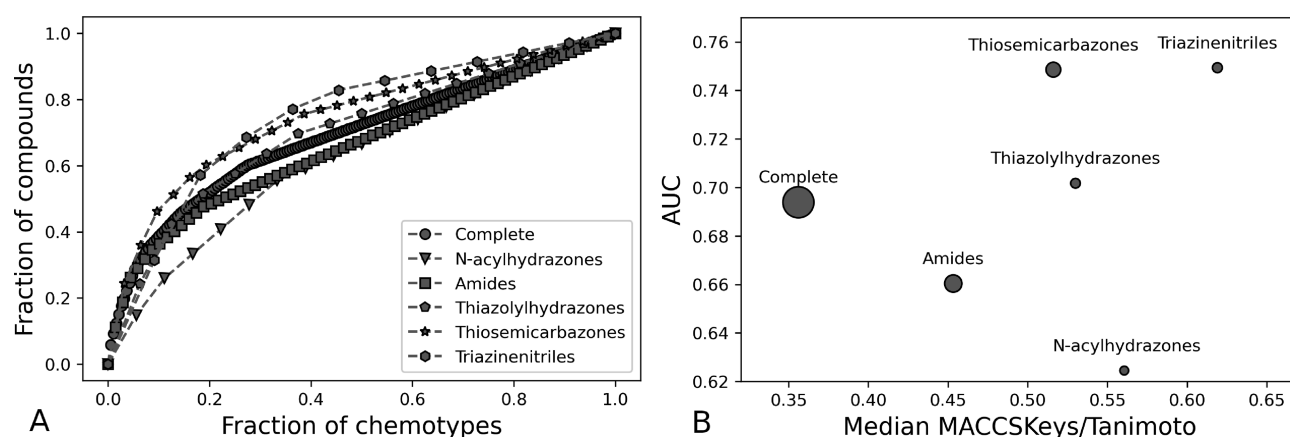 1.0
0.8
0.6
0.4
0.2
0.0
Fraction of compounds
0.0 0.2 0.4 0.6 0.8 1.0
Fraction of chemotypes
Complete
N-acylhydrazones
Amides
Thiazolylhydrazones
Thiosemicarbazones
Triazinenitriles
A
0.76
0.74
0.72
0.70
0.68
0.66
0.64
0.62
AUC
Thiosemicarbazones Triazinenitriles
Thiazolylhydrazones
Complete
Amides
N-acylhydrazones
0.35 0.40 0.45 0.50 0.55 0.60 0.65
Median MACCSKeys/Tanimoto
B